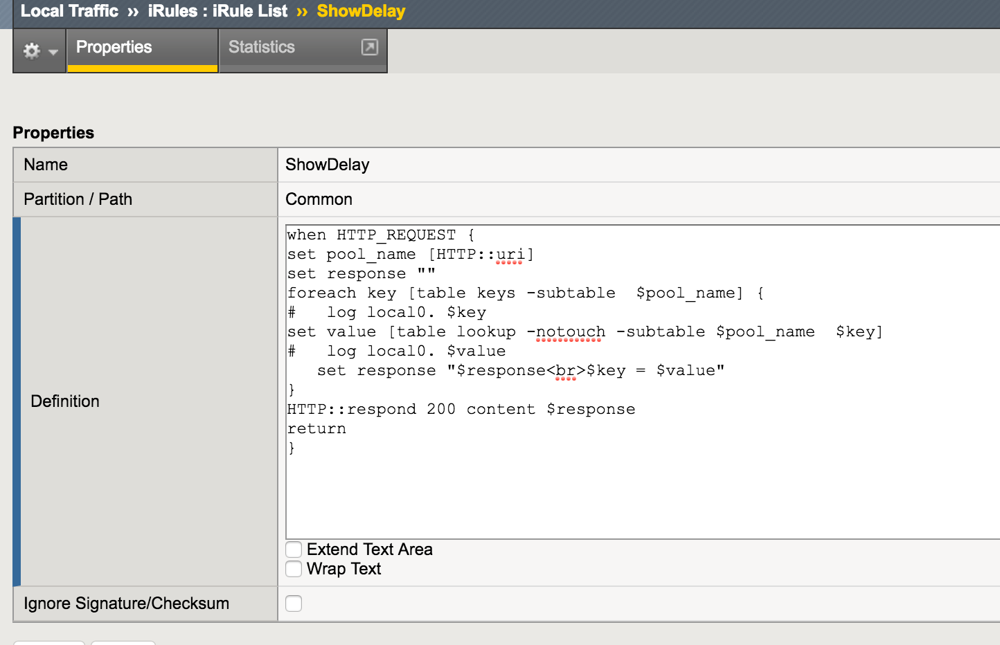 Local Traffic ›› iRules : iRule List ›› ShowDelay
Properties Statistics
Properties
Name ShowDelay
Partition / Path Common
Definition
when HTTP_REQUEST {
set pool_name [HTTP::uri]
set response ""
foreach key [table keys -subtable  $pool_name] {
#   log local0. $key
set value [table lookup -notouch -subtable $pool_name  $key]
#   log local0. $value
   set response "$response<br>$key = $value"
}
HTTP::respond 200 content $response
return
}
Extend Text Area
Wrap Text
Ignore Signature/Checksum